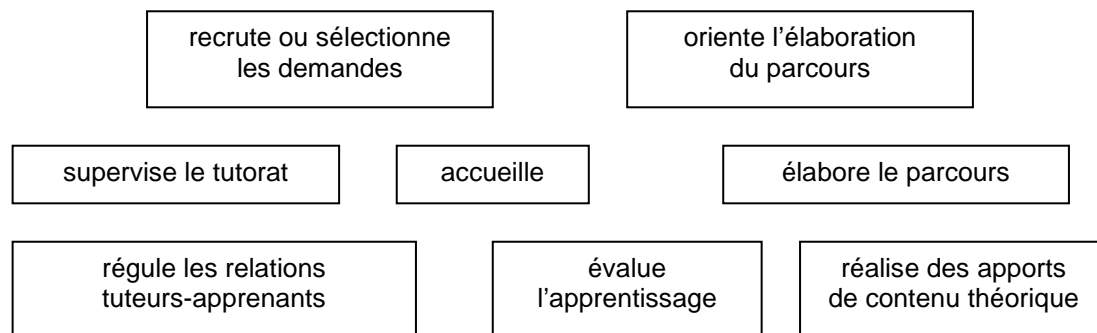 recrute ou sélectionne
les demandes
oriente l’élaboration
du parcours
supervise le tutorat
accueille
élabore le parcours
régule les relations
tuteurs-apprenants
évalue
l’apprentissage
réalise des apports
de contenu théorique